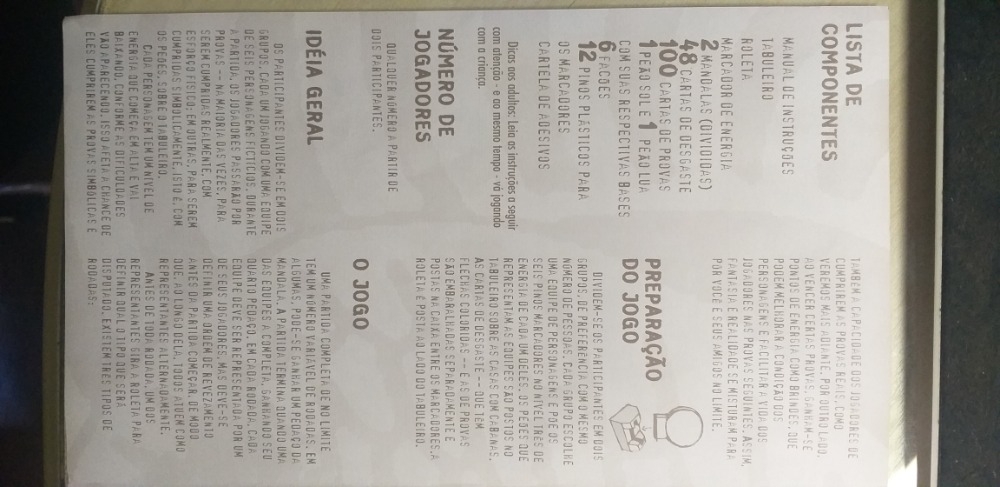 LISTA DE
COMPONENTES
MANUAL DE INSTRUÇÕES
TABULEIRO
ROLETA
MARCADOR DE ENERGIA
2 MANDALAS (DIVIDIDAS)
48 CARTAS DE DESGASTE
100 CARTAS DE PROVAS
1 PEÃO SOL E 1 PEÃO LUA
COM SUAS RESPECTIVAS BASES
6 FACÕES
12 PINOS PLÁSTICOS PARA
OS MARCADORES
CARTELA DE ADESIVOS
Dicas aos adultos: Leia as instruções a seguir
com atenção - e ao mesmo tempo - vá jogando
com a criança.
NÚMERO DE
JOGADORES
QUALQUER NÚMERO A PARTIR DE
DOIS PARTICIPANTES.
IDÉIA GERAL
OS PARTICIPANTES DIVIDEM-SE EM DOIS
GRUPOS, CADA UM JOGANDO COM UMA EQUIPE
DE SEIS PERSONAGENS FICTÍCIOS. DURANTE
A PARTIDA, OS JOGADORES PASSARÃO POR
PROVAS -- NA MAIORIA DAS VEZES, PARA
SEREM CUMPRIDAS REALMENTE, COM
ESFORÇO FÍSICO; EM OUTRAS, PARA SEREM
CUMPRIDAS SIMBOLICAMENTE, ISTO É, COM
OS PEÕES, SOBRE O TABULEIRO.
CADA PERSONAGEM TEM UM NÍVEL DE
ENERGIA QUE COMEÇA EM ALTA E VAI
BAIXANDO, CONFORME AS DIFICULDADES
VÃO APARECENDO. ISSO AFETA A CHANCE DE
ELES CUMPRIREM AS PROVAS SIMBÓLICAS E
TAMBÉM A CAPACIDADE DOS JOGADORES DE
CUMPRIREM AS PROVAS REAIS, COMO
VEREMOS MAIS ADIANTE. POR OUTRO LADO,
AO VENCER CERTAS PROVAS, GANHAM-SE
PONTOS DE ENERGIA COMO BRINDES, QUE
PODEM MELHORAR A CONDIÇÃO DOS
PERSONAGENS E FACILITAR A VIDA DOS
JOGADORES NAS PROVAS SEGUINTES. ASSIM,
FANTASIA E REALIDADE SE MISTURAM PARA
PÔR VOCÊ E SEUS AMIGOS NO LIMITE.
PREPARAÇÃO
DO JOGO
DIVIDEM-SE OS PARTICIPANTES EM DOIS
GRUPOS, DE PREFERÊNCIA COM O MESMO
NÚMERO DE PESSOAS. CADA GRUPO ESCOLHE
UMA EQUIPE DE PERSONAGENS E PÕE OS
SEIS PINOS MARCADORES NO NÍVEL TRÊS DE
ENERGIA DE CADA UM DELES. OS PEÕES QUE
REPRESENTAM AS EQUIPES SÃO POSTOS NO
TABULEIRO SOBRE AS CASAS COM CABANAS.
AS CARTAS DE DESGASTE -- QUE TÊM
FLECHAS COLORIDAS -- E AS DE PROVAS
SÃO EMBARALHADAS SEPARADAMENTE E
POSTAS NA CAIXA ENTRE OS MARCADORES. A
ROLETA É POSTA AO LADO DO TABULEIRO.
O JOGO
UMA PARTIDA COMPLETA DE NO LIMITE
TEM UM NÚMERO VARIÁVEL DE RODADAS. EM
ALGUMAS, PODE-SE GANHAR UM PEDAÇO DA
MANDALA. A PARTIDA TERMINA QUANDO UMA
DAS EQUIPES A COMPLETA, GANHANDO SEU
QUARTO PEDAÇO. EM CADA RODADA, CADA
EQUIPE DEVE SER REPRESENTADA POR UM
DE SEUS JOGADORES, MAS DEVE-SE
DEFINIR UMA ORDEM DE REVEZAMENTO
ANTES DA PARTIDA COMEÇAR, DE MODO
QUE, AO LONGO DELA, TODOS ATUEM COMO
REPRESENTANTES ALTERNADAMENTE.
ANTES DE CADA RODADA, UM DOS
REPRESENTANTES GIRA A ROLETA PARA
DEFINIR QUAL O TIPO QUE SERÁ
DISPUTADO. EXISTEM TRÊS TIPOS DE
RODADAS: